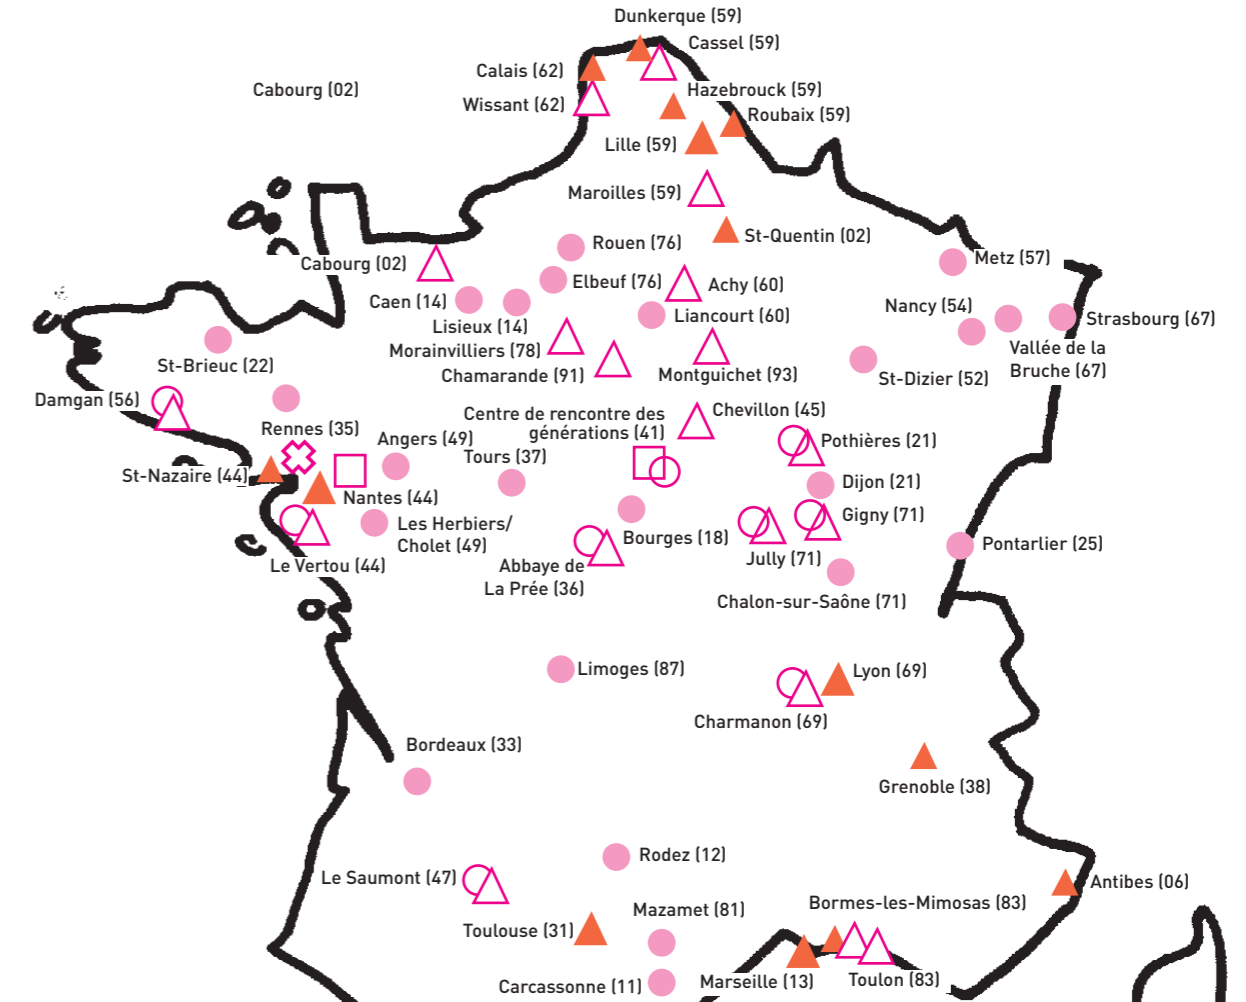 Dunkerque (59)
Cassel (59)
Calais (62)
Cabourg (02)
Hazebrouck (59)
Wissant (62)
Roubaix (59)
Lille (59)
Maroilles (59)
St-Quentin (02)
Rouen (76)
Metz (57)
Cabourg (02)
Elbeuf (76)
Achy (60)
Caen (14)
Nancy (54)
Liancourt (60)
Strasbourg (67)
Lisieux (14)
Morainvilliers (78)
Vallée de la
Bruche (67)
St-Brieuc (22)
Chamarande (91)
Montguichet (93)
St-Dizier (52)
Damgan (56)
Centre de rencontre des
générations (41)
Chevillon (45)
Rennes (35)
Angers (49)
Pothières (21)
Tours (37)
St-Nazaire (44)
Dijon (21)
Nantes (44)
Gigny (71)
Les Herbiers/
Cholet (49)
Bourges (18)
Pontarlier (25)
Jully (71)
Le Vertou (44)
Abbaye de
La Prée (36)
Chalon-sur-Saône (71)
Limoges (87)
Lyon (69)
Charmanon (69)
Bordeaux (33)
Grenoble (38)
Rodez (12)
Le Saumont (47)
Antibes (06)
Bormes-les-Mimosas (83)
Mazamet (81)
Toulouse (31)
Toulon (83)
Marseille (13)
Carcassonne (11)